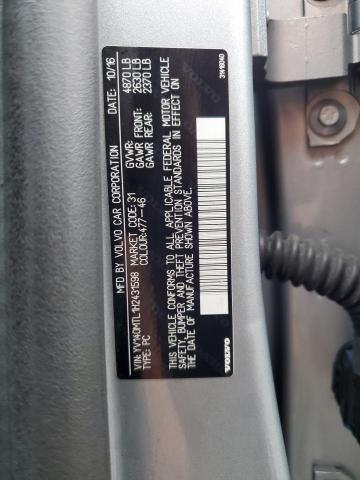 MFD BY VOLVO CAR CORPORATION DATE: 10/16
GVWR: 4870 LB
GAWR FRONT: 2630 LB
GAWR REAR: 2370 LB
VIN: YV140MTL1H2431598 MARKET CODE: 31
TYPE: PC COLOUR: 477-46
THIS VEHICLE CONFORMS TO ALL APPLICABLE FEDERAL MOTOR VEHICLE
SAFETY, BUMPER AND THEFT PREVENTION STANDARDS IN EFFECT ON
THE DATE OF MANUFACTURE SHOWN ABOVE.
VOLVO